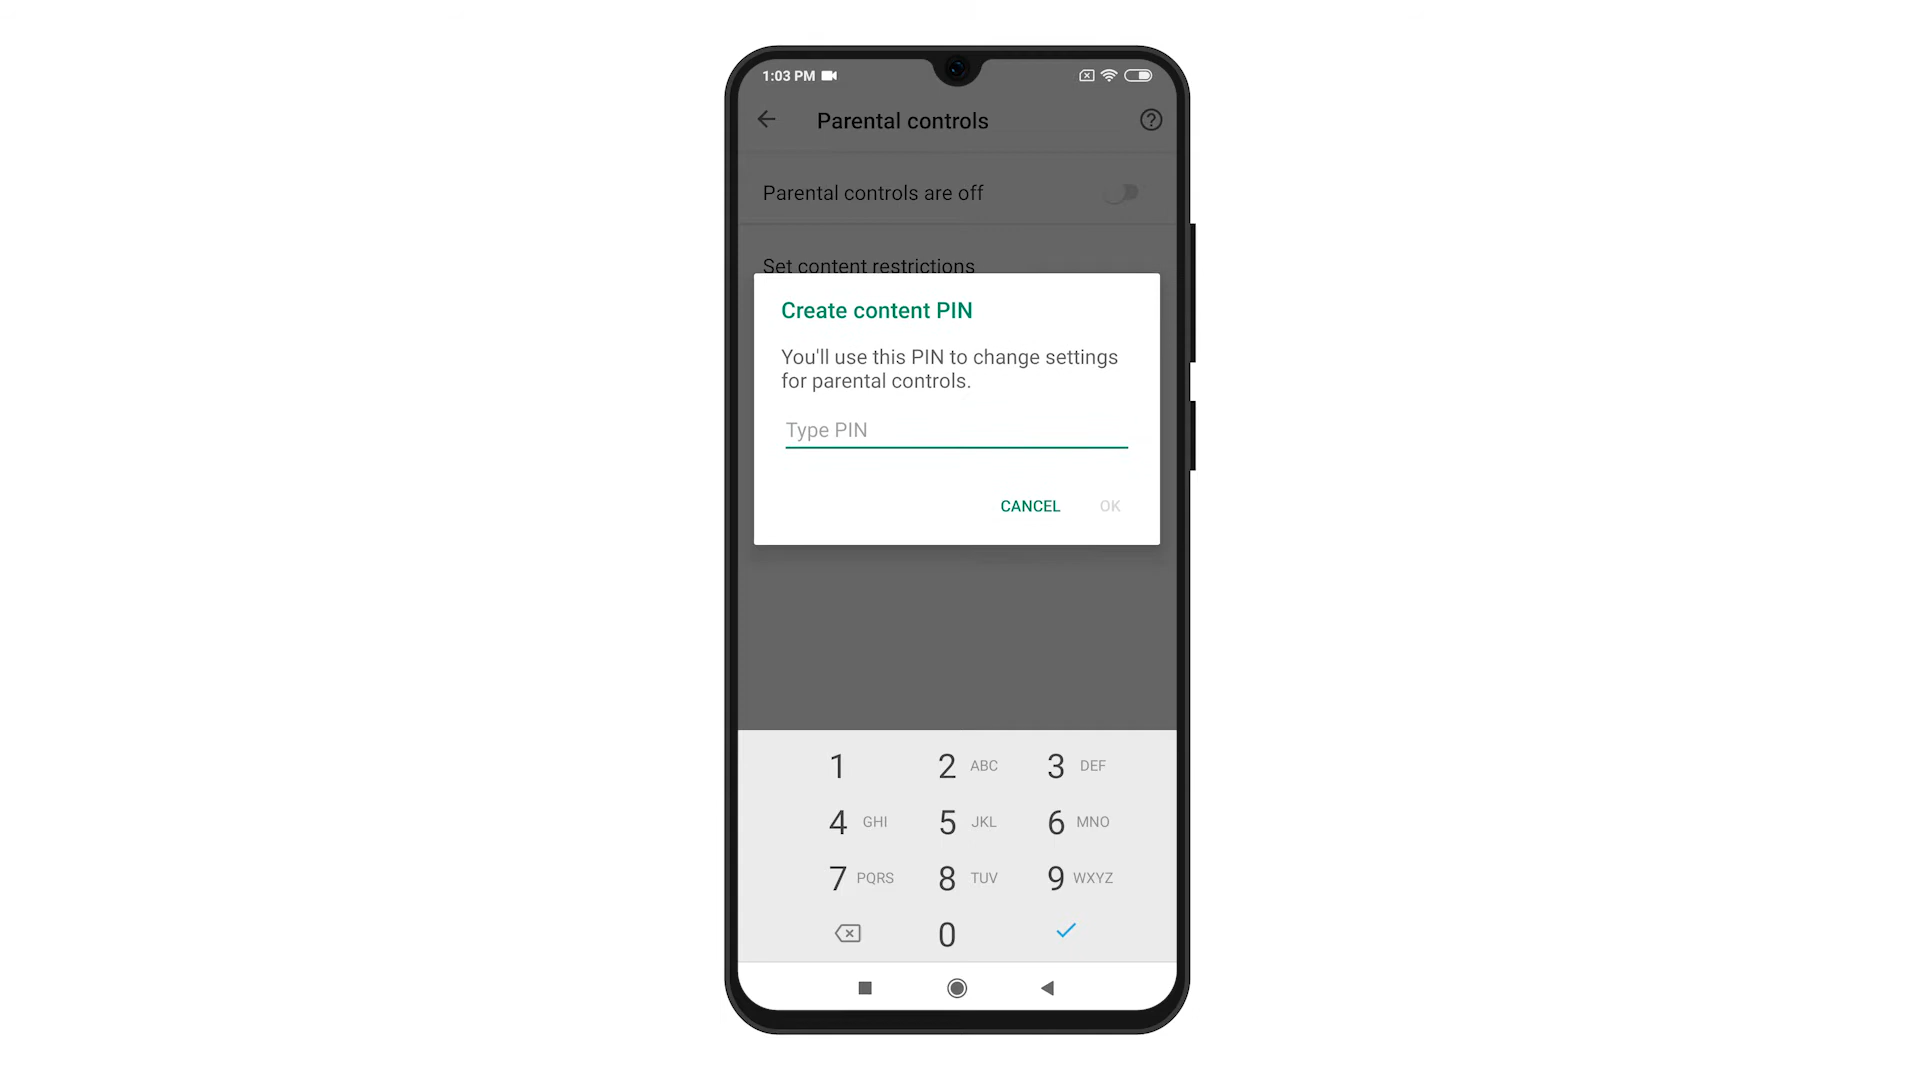 1:03 PM
Parental controls
Parental controls are off
Set content restrictions
Create content PIN
You'll use this PIN to change settings
for parental controls.
Type PIN
CANCEL OK
1 2 ABC 3 DEF
4 GHI 5 JKL 6 MNO
7 PQRS 8 TUV 9 WXYZ
0